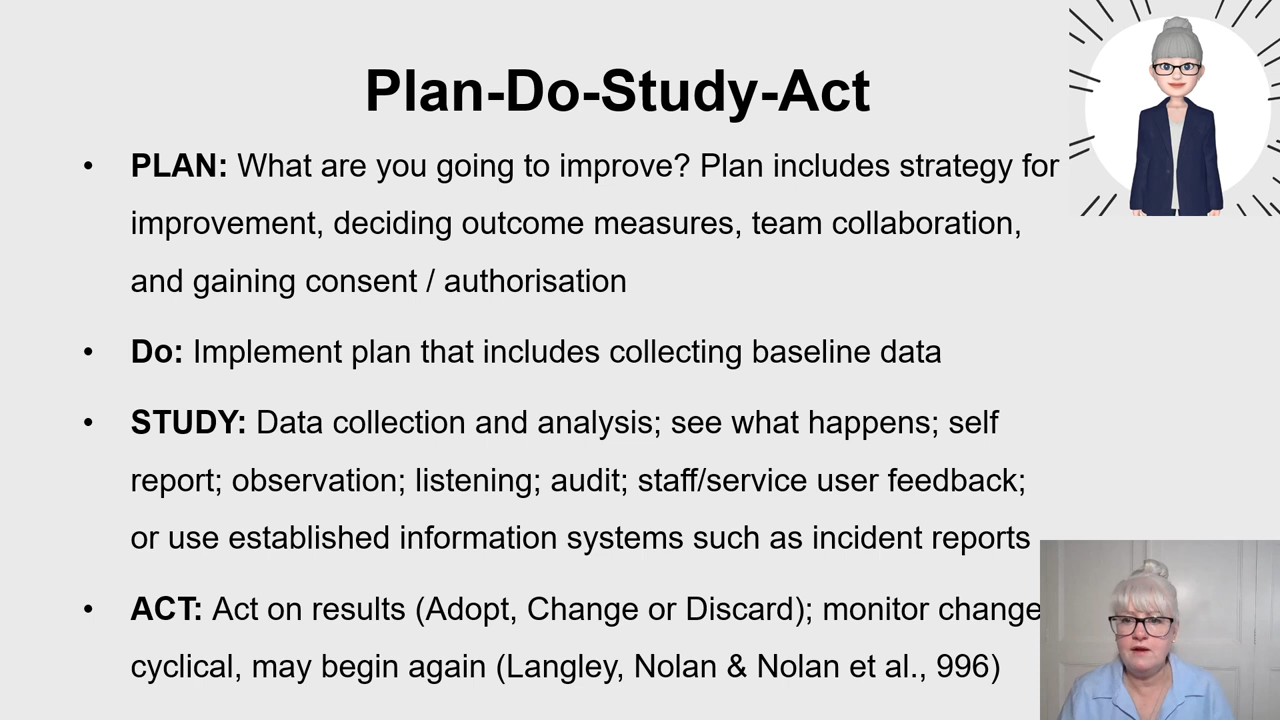 Plan-Do-Study-Act
• PLAN: What are you going to improve? Plan includes strategy for
improvement, deciding outcome measures, team collaboration,
and gaining consent / authorisation
• Do: Implement plan that includes collecting baseline data
• STUDY: Data collection and analysis; see what happens; self
report; observation; listening; audit; staff/service user feedback;
or use established information systems such as incident reports
• ACT: Act on results (Adopt, Change or Discard); monitor change
cyclical, may begin again (Langley, Nolan & Nolan et al., 996)